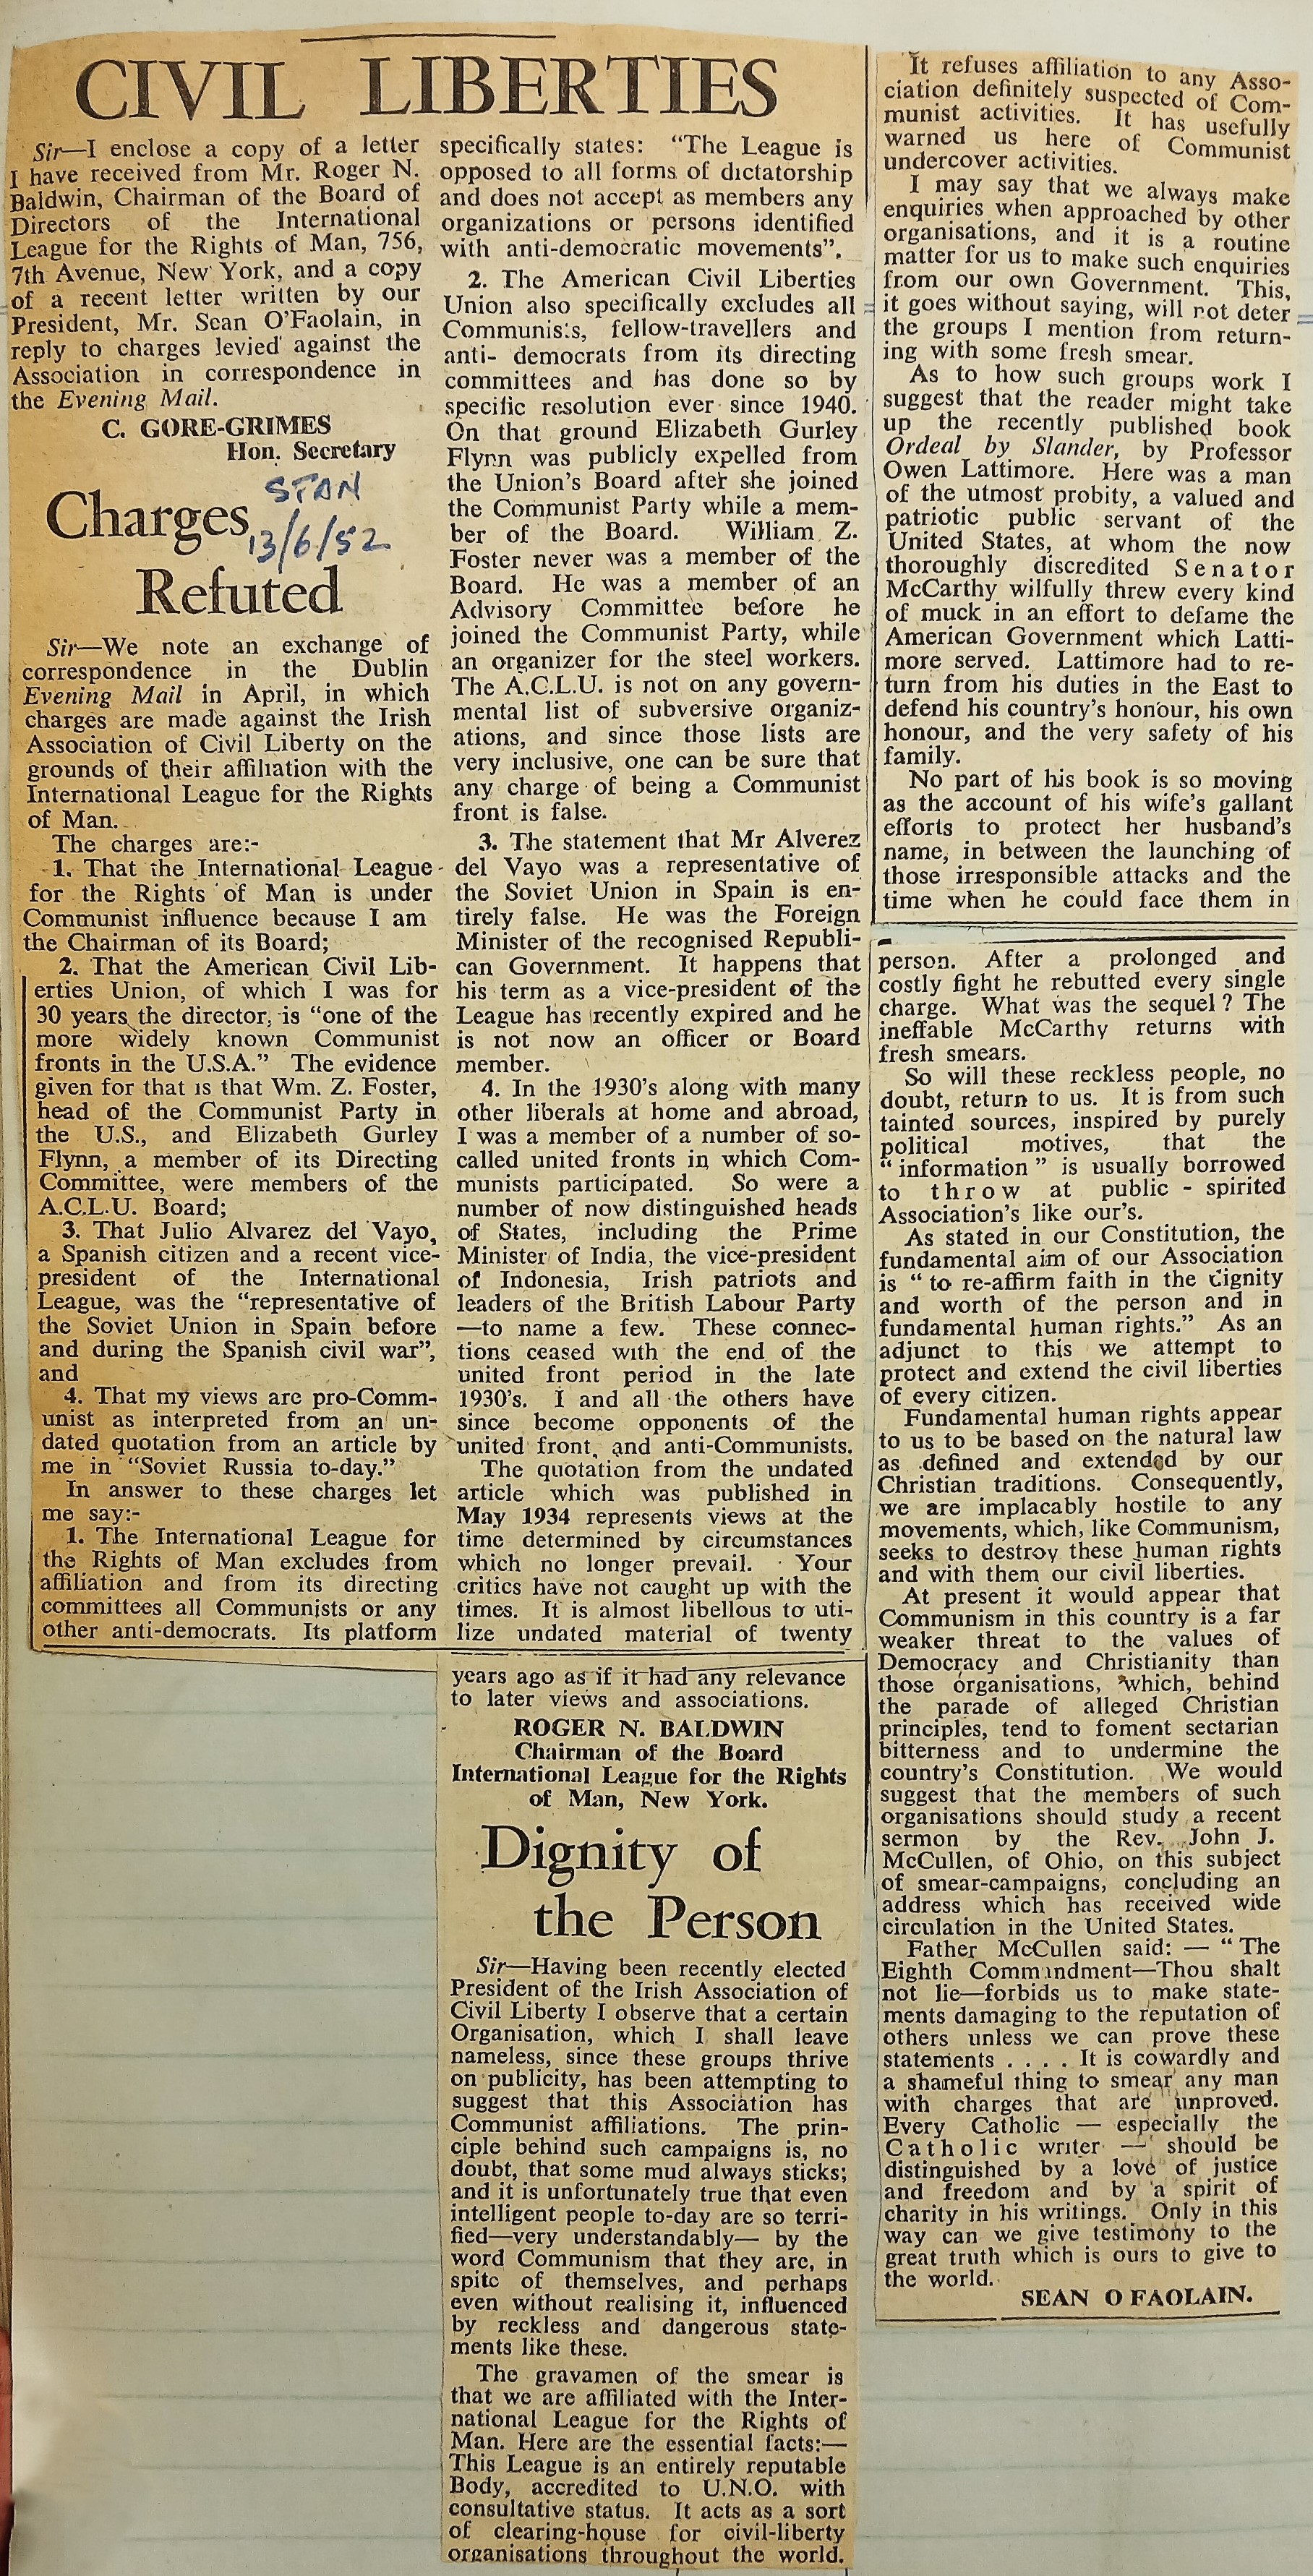 CIVIL LIBERTIES
Sir—I enclose a copy of a letter
I have received from Mr. Roger N.
Baldwin, Chairman of the Board of
Directors of the International
League for the Rights of Man, 756,
7th Avenue, New York, and a copy
of a recent letter written by our
President, Mr. Sean O'Faolain, in
reply to charges levied against the
Association in correspondence in
the Evening Mail.
C. GORE-GRIMES
Hon. Secretary
STAN
13/6/52
Charges
Refuted
Sir—We note an exchange of
correspondence in the Dublin
Evening Mail in April, in which
charges are made against the Irish
Association of Civil Liberty on the
grounds of their affiliation with the
International League for the Rights
of Man.
The charges are:-
1. That the International League
for the Rights of Man is under
Communist influence because I am
the Chairman of its Board;
2. That the American Civil Lib-
erties Union, of which I was for
30 years the director, is "one of the
more widely known Communist
fronts in the U.S.A." The evidence
given for that is that Wm. Z. Foster,
head of the Communist Party in
the U.S., and Elizabeth Gurley
Flynn, a member of its Directing
Committee, were members of the
A.C.L.U. Board;
3. That Julio Alvarez del Vayo,
a Spanish citizen and a recent vice-
president of the International
League, was the "representative of
the Soviet Union in Spain before
and during the Spanish civil war",
and
4. That my views are pro-Comm-
unist as interpreted from an un-
dated quotation from an article by
me in "Soviet Russia to-day."
In answer to these charges let
me say:-
1. The International League for
the Rights of Man excludes from
affiliation and from its directing
committees all Communists or any
other anti-democrats. Its platform
specifically states: "The League is
opposed to all forms of dictatorship
and does not accept as members any
organizations or persons identified
with anti-democratic movements".
2. The American Civil Liberties
Union also specifically excludes all
Communists, fellow-travellers and
anti- democrats from its directing
committees and has done so by
specific resolution ever since 1940.
On that ground Elizabeth Gurley
Flynn was publicly expelled from
the Union's Board after she joined
the Communist Party while a mem-
ber of the Board. William Z.
Foster never was a member of the
Board. He was a member of an
Advisory Committee before he
joined the Communist Party, while
an organizer for the steel workers.
The A.C.L.U. is not on any govern-
mental list of subversive organiz-
ations, and since those lists are
very inclusive, one can be sure that
any charge of being a Communist
front is false.
3. The statement that Mr Alverez
del Vayo was a representative of
the Soviet Union in Spain is en-
tirely false. He was the Foreign
Minister of the recognised Republi-
can Government. It happens that
his term as a vice-president of the
League has recently expired and he
is not now an officer or Board
member.
4. In the 1930's along with many
other liberals at home and abroad,
I was a member of a number of so-
called united fronts in which Com-
munists participated. So were a
number of now distinguished heads
of States, including the Prime
Minister of India, the vice-president
of Indonesia, Irish patriots and
leaders of the British Labour Party
—to name a few. These connec-
tions ceased with the end of the
united front period in the late
1930's. I and all the others have
since become opponents of the
united front, and anti-Communists.
The quotation from the undated
article which was published in
May 1934 represents views at the
time determined by circumstances
which no longer prevail. Your
critics have not caught up with the
times. It is almost libellous to uti-
lize undated material of twenty
years ago as if it had any relevance
to later views and associations.
ROGER N. BALDWIN
Chairman of the Board
International League for the Rights
of Man, New York.
Dignity of
the Person
Sir—Having been recently elected
President of the Irish Association of
Civil Liberty I observe that a certain
Organisation, which I shall leave
nameless, since these groups thrive
on publicity, has been attempting to
suggest that this Association has
Communist affiliations. The prin-
ciple behind such campaigns is, no
doubt, that some mud always sticks;
and it is unfortunately true that even
intelligent people to-day are so terri-
fied—very understandably— by the
word Communism that they are, in
spite of themselves, and perhaps
even without realising it, influenced
by reckless and dangerous state-
ments like these.
The gravamen of the smear is
that we are affiliated with the Inter-
national League for the Rights of
Man. Here are the essential facts:—
This League is an entirely reputable
Body, accredited to U.N.O. with
consultative status. It acts as a sort
of clearing-house for civil-liberty
organisations throughout the world.
It refuses affiliation to any Asso-
ciation definitely suspected of Com-
munist activities. It has usefully
warned us here of Communist
undercover activities.
I may say that we always make
enquiries when approached by other
organisations, and it is a routine
matter for us to make such enquiries
from our own Government. This,
it goes without saying, will not deter
the groups I mention from return-
ing with some fresh smear.
As to how such groups work I
suggest that the reader might take
up the recently published book
Ordeal by Slander, by Professor
Owen Lattimore. Here was a man
of the utmost probity, a valued and
patriotic public servant of the
United States, at whom the now
thoroughly discredited Senator
McCarthy wilfully threw every kind
of muck in an effort to defame the
American Government which Latti-
more served. Lattimore had to re-
turn from his duties in the East to
defend his country's honour, his own
honour, and the very safety of his
family.
No part of his book is so moving
as the account of his wife's gallant
efforts to protect her husband's
name, in between the launching of
those irresponsible attacks and the
time when he could face them in
person. After a prolonged and
costly fight he rebutted every single
charge. What was the sequel? The
ineffable McCarthy returns with
fresh smears.
So will these reckless people, no
doubt, return to us. It is from such
tainted sources, inspired by purely
political motives, that the
"information" is usually borrowed
to throw at public - spirited
Association's like our's.
As stated in our Constitution, the
fundamental aim of our Association
is "to re-affirm faith in the dignity
and worth of the person and in
fundamental human rights." As an
adjunct to this we attempt to
protect and extend the civil liberties
of every citizen.
Fundamental human rights appear
to us to be based on the natural law
as defined and extended by our
Christian traditions. Consequently,
we are implacably hostile to any
movements, which, like Communism,
seeks to destroy these human rights
and with them our civil liberties.
At present it would appear that
Communism in this country is a far
weaker threat to the values of
Democracy and Christianity than
those organisations, which, behind
the parade of alleged Christian
principles, tend to foment sectarian
bitterness and to undermine the
country's Constitution. We would
suggest that the members of such
organisations should study a recent
sermon by the Rev. John J.
McCullen, of Ohio, on this subject
of smear-campaigns, concluding an
address which has received wide
circulation in the United States.
Father McCullen said: — "The
Eighth Commandment—Thou shalt
not lie—forbids us to make state-
ments damaging to the reputation of
others unless we can prove these
statements . . . . It is cowardly and
a shameful thing to smear any man
with charges that are unproved.
Every Catholic — especially the
Catholic writer — should be
distinguished by a love of justice
and freedom and by a spirit of
charity in his writings. Only in this
way can we give testimony to the
great truth which is ours to give to
the world.
SEAN O FAOLAIN.